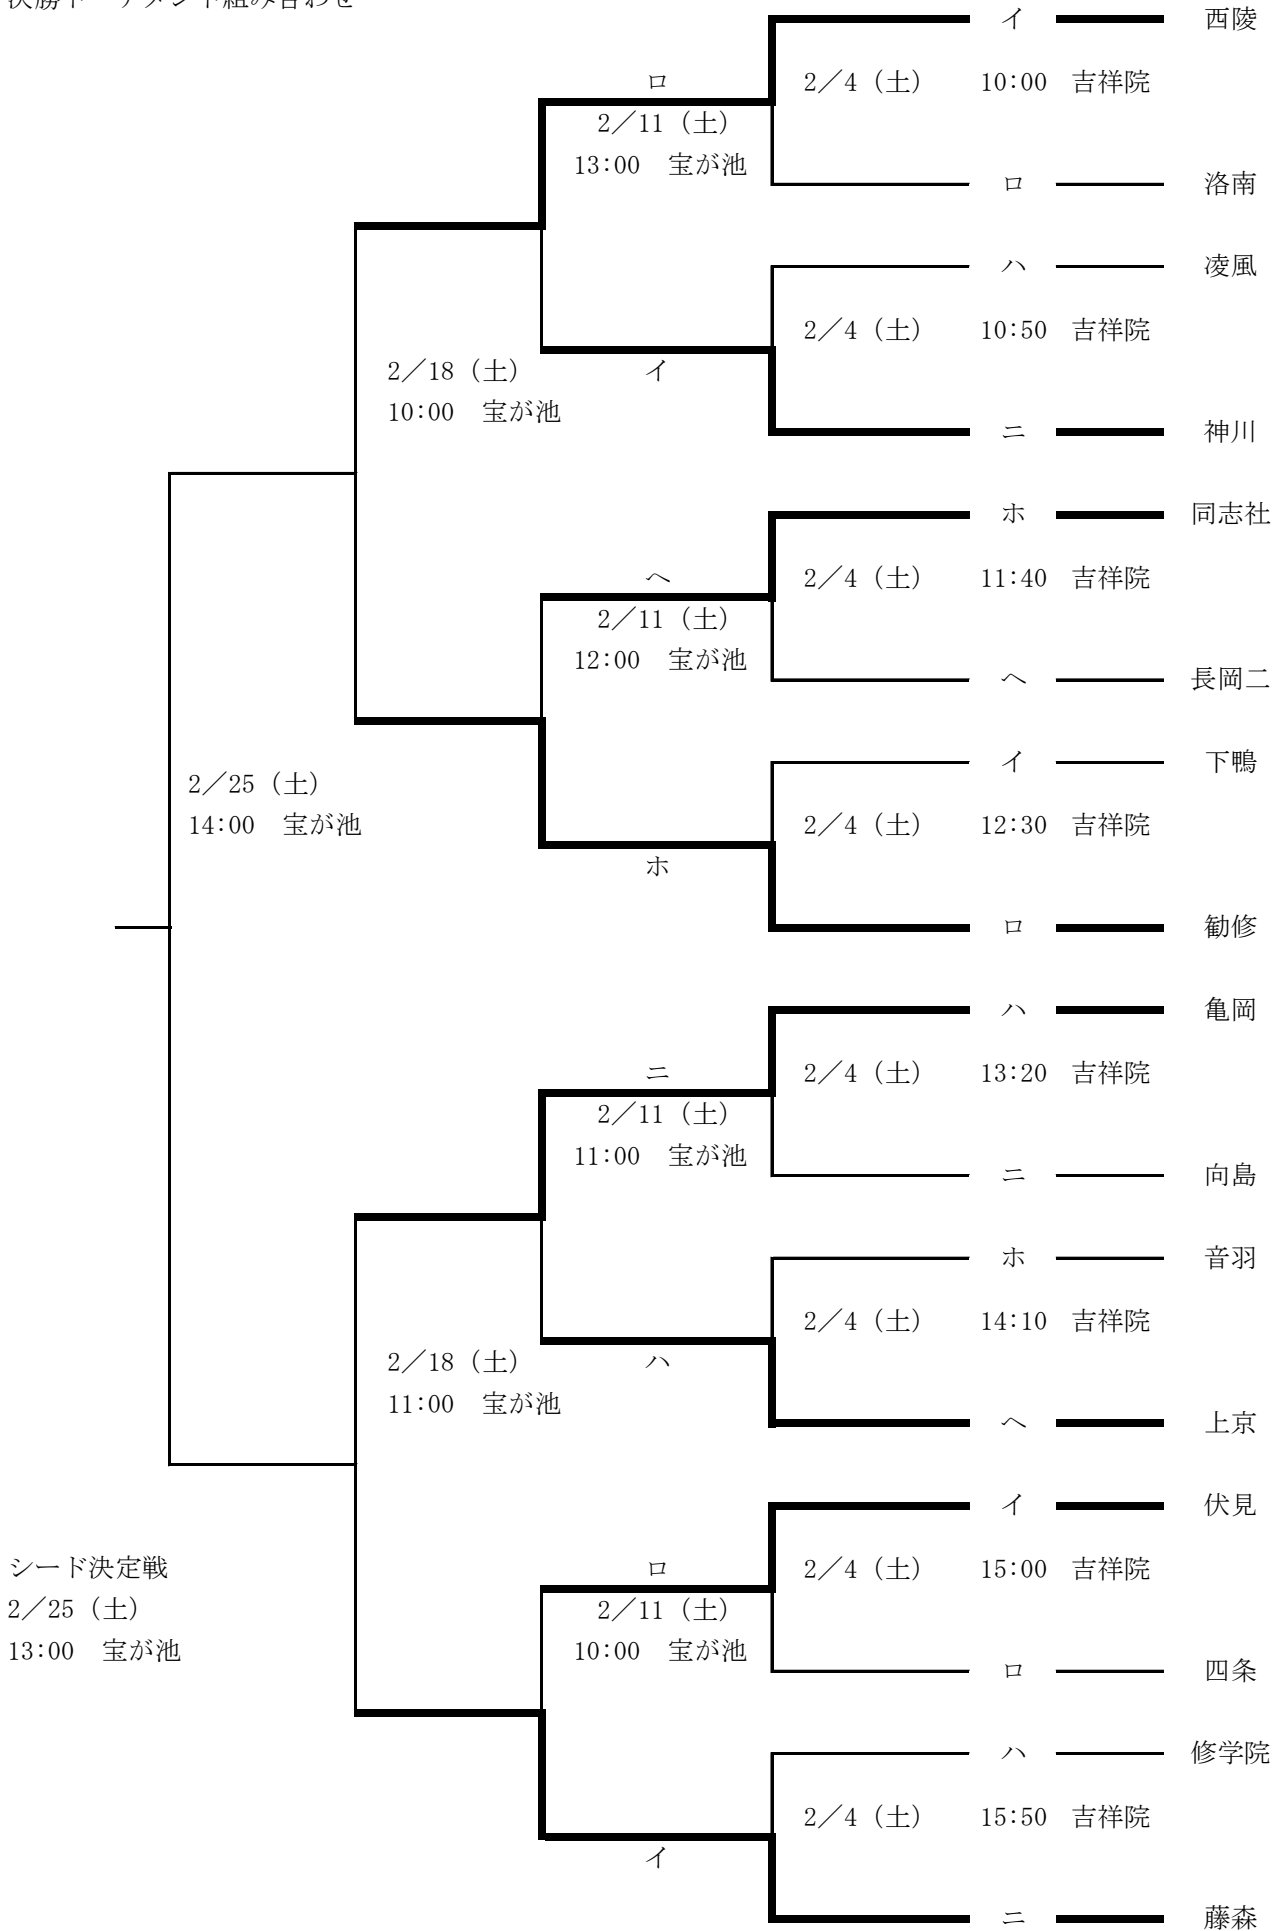 イ 西陵
2／4（土） 10:00 吉祥院
ロ
2／11（土）
13:00 宝が池
ロ 洛南
ハ 凌風
2／4（土） 10:50 吉祥院
2／18（土）
10:00 宝が池
イ
ニ 神川
ホ 同志社
2／4（土） 11:40 吉祥院
ヘ
2／11（土）
12:00 宝が池
ヘ 長岡二
イ 下鴨
2／25（土）
14:00 宝が池
2／4（土） 12:30 吉祥院
ホ
ロ 勧修
ハ 亀岡
2／4（土） 13:20 吉祥院
ニ
2／11（土）
11:00 宝が池
ニ 向島
ホ 音羽
2／4（土） 14:10 吉祥院
2／18（土）
11:00 宝が池
ハ
ヘ 上京
イ 伏見
シード決定戦
2／25（土）
13:00 宝が池
2／4（土） 15:00 吉祥院
ロ
2／11（土）
10:00 宝が池
ロ 四条
ハ 修学院
2／4（土） 15:50 吉祥院
イ
ニ 藤森